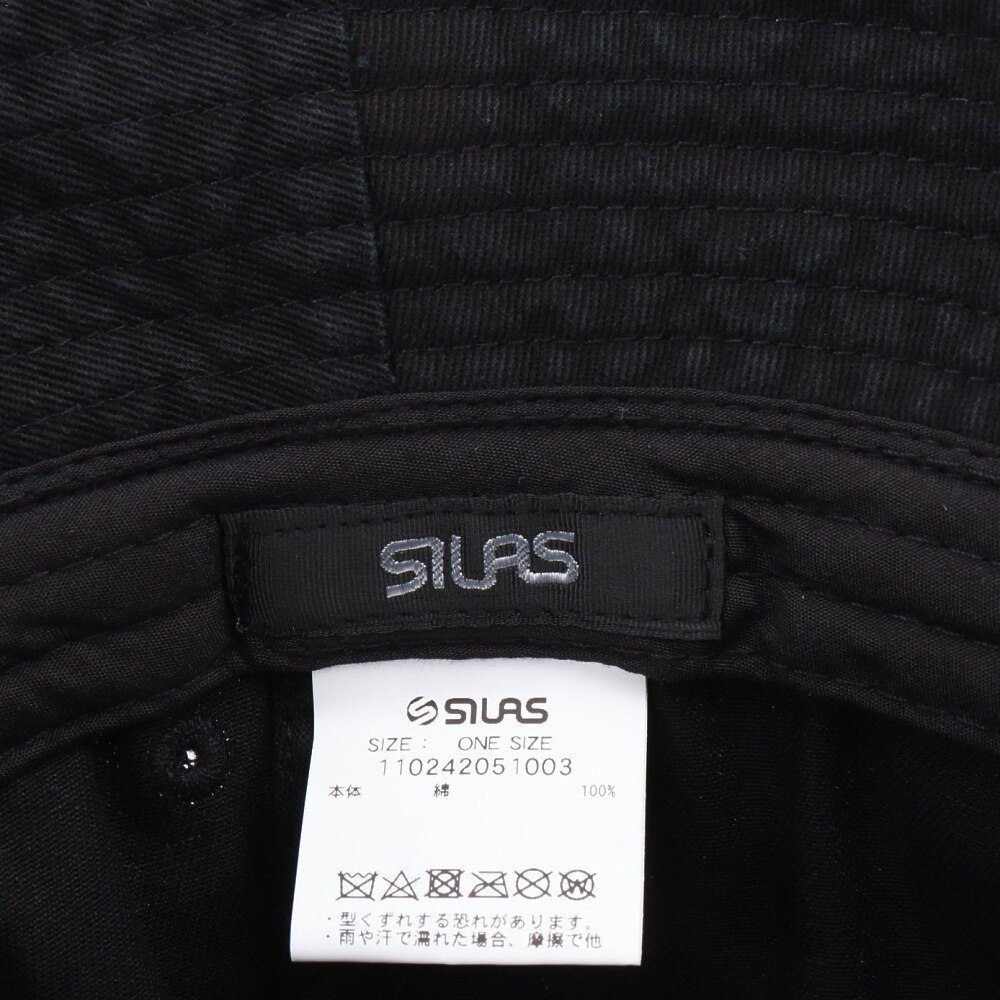 SILAS
SILAS
SIZE : ONE SIZE
110242051003
本体 綿 100%
・型くずれする恐れがあります。
・雨や汗で濡れた場合、摩擦で他